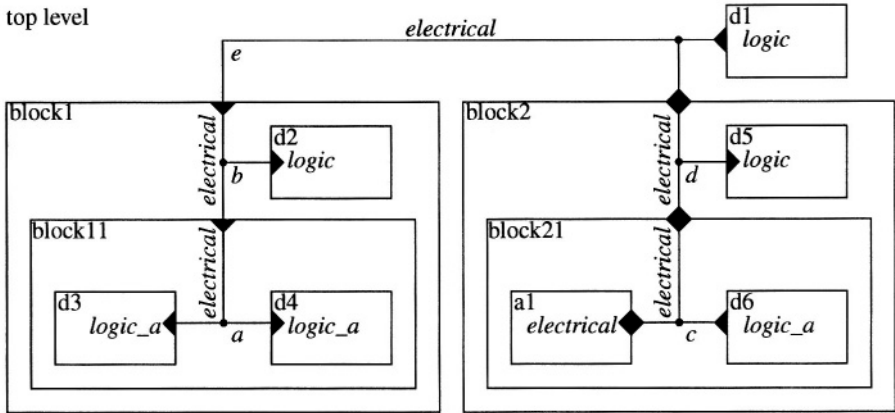 top level
electrical
d1
logic
e
block1
block2
electrical
d2
logic
b
electrical
d5
logic
d
block11
block21
electrical
d3
logic_a
d4
logic_a
a
electrical
a1
electrical
d6
logic_a
c